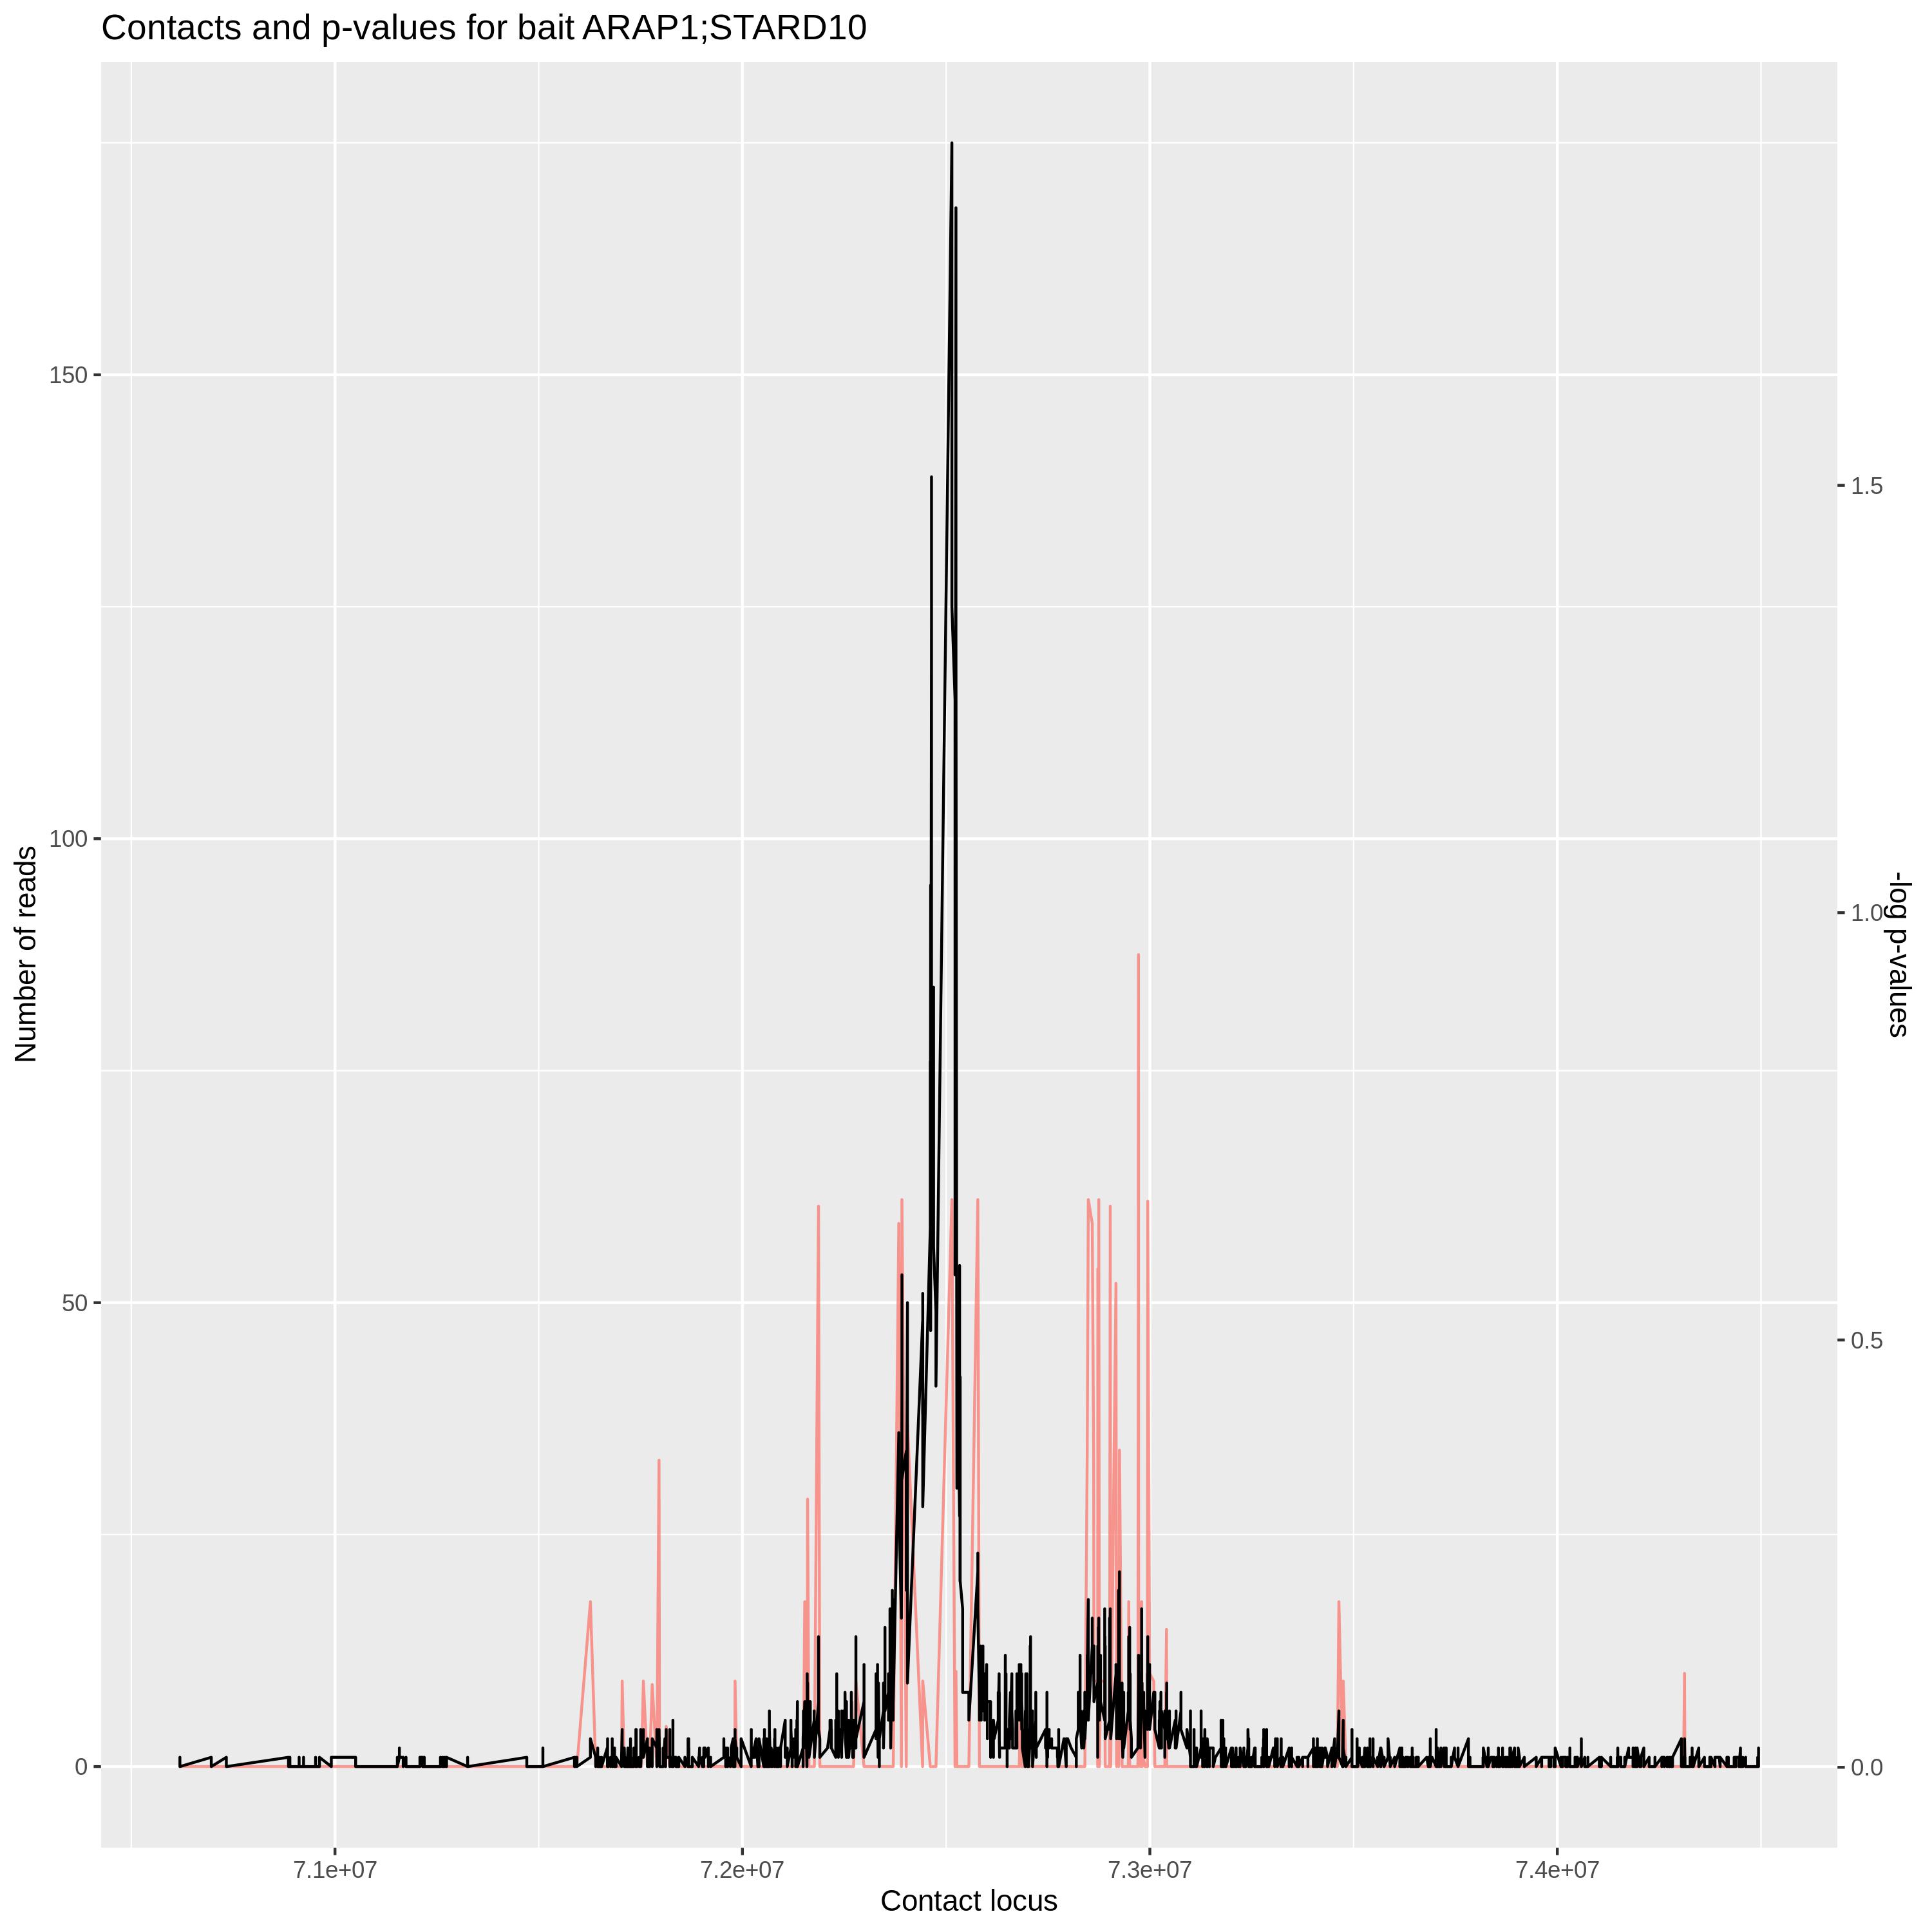 Contacts and p-values for bait ARAP1;STARD10
Number of reads
150
100
50
0
1.5
1.0
0.5
0.0
-log p-values
7.1e+07
7.2e+07
7.3e+07
7.4e+07
Contact locus